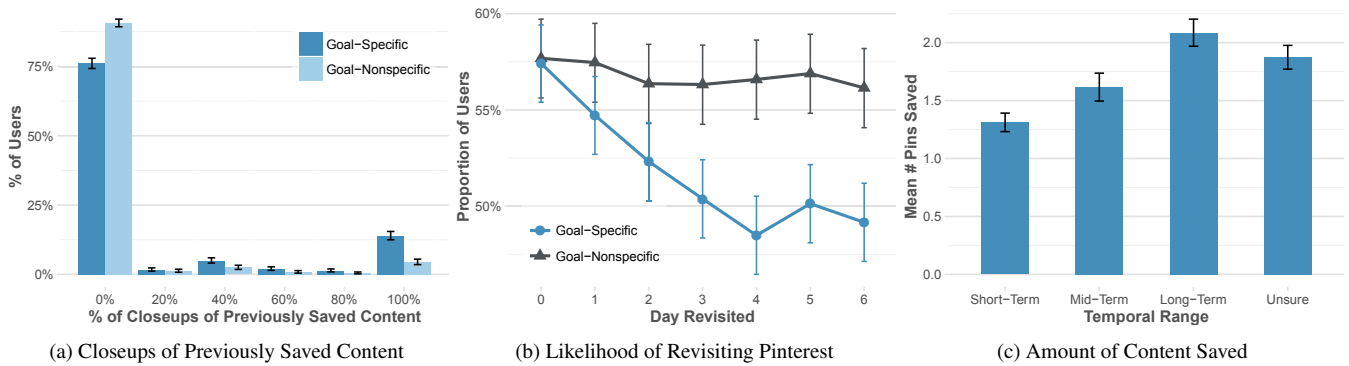 % of Users
75%
50%
25%
0%
Goal−Specific
Goal−Nonspecific
0% 20% 40% 60% 80% 100%
% of Closeups of Previously Saved Content
(a) Closeups of Previously Saved Content
Proportion of Users
60%
55%
50%
Goal−Specific
Goal−Nonspecific
0 1 2 3 4 5 6
Day Revisited
(b) Likelihood of Revisiting Pinterest
Mean # Pins Saved
2.0
1.5
1.0
0.5
0.0
Short−Term Mid−Term Long−Term Unsure
Temporal Range
(c) Amount of Content Saved